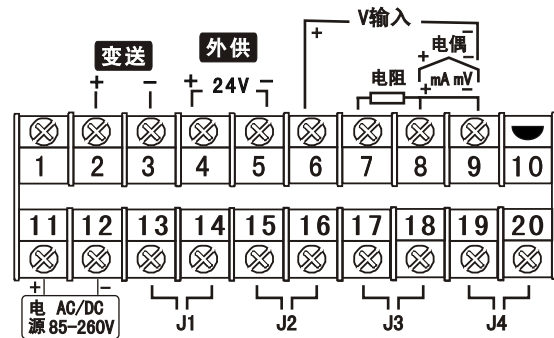 V输入
+ −
变送 外供 电偶
+ − + 24V − 电阻 + mA mV −
+ −
1 2 3 4 5 6 7 8 9 10
11 12 13 14 15 16 17 18 19 20
+ −
电源 AC/DC 85-260V
J1 J2 J3 J4